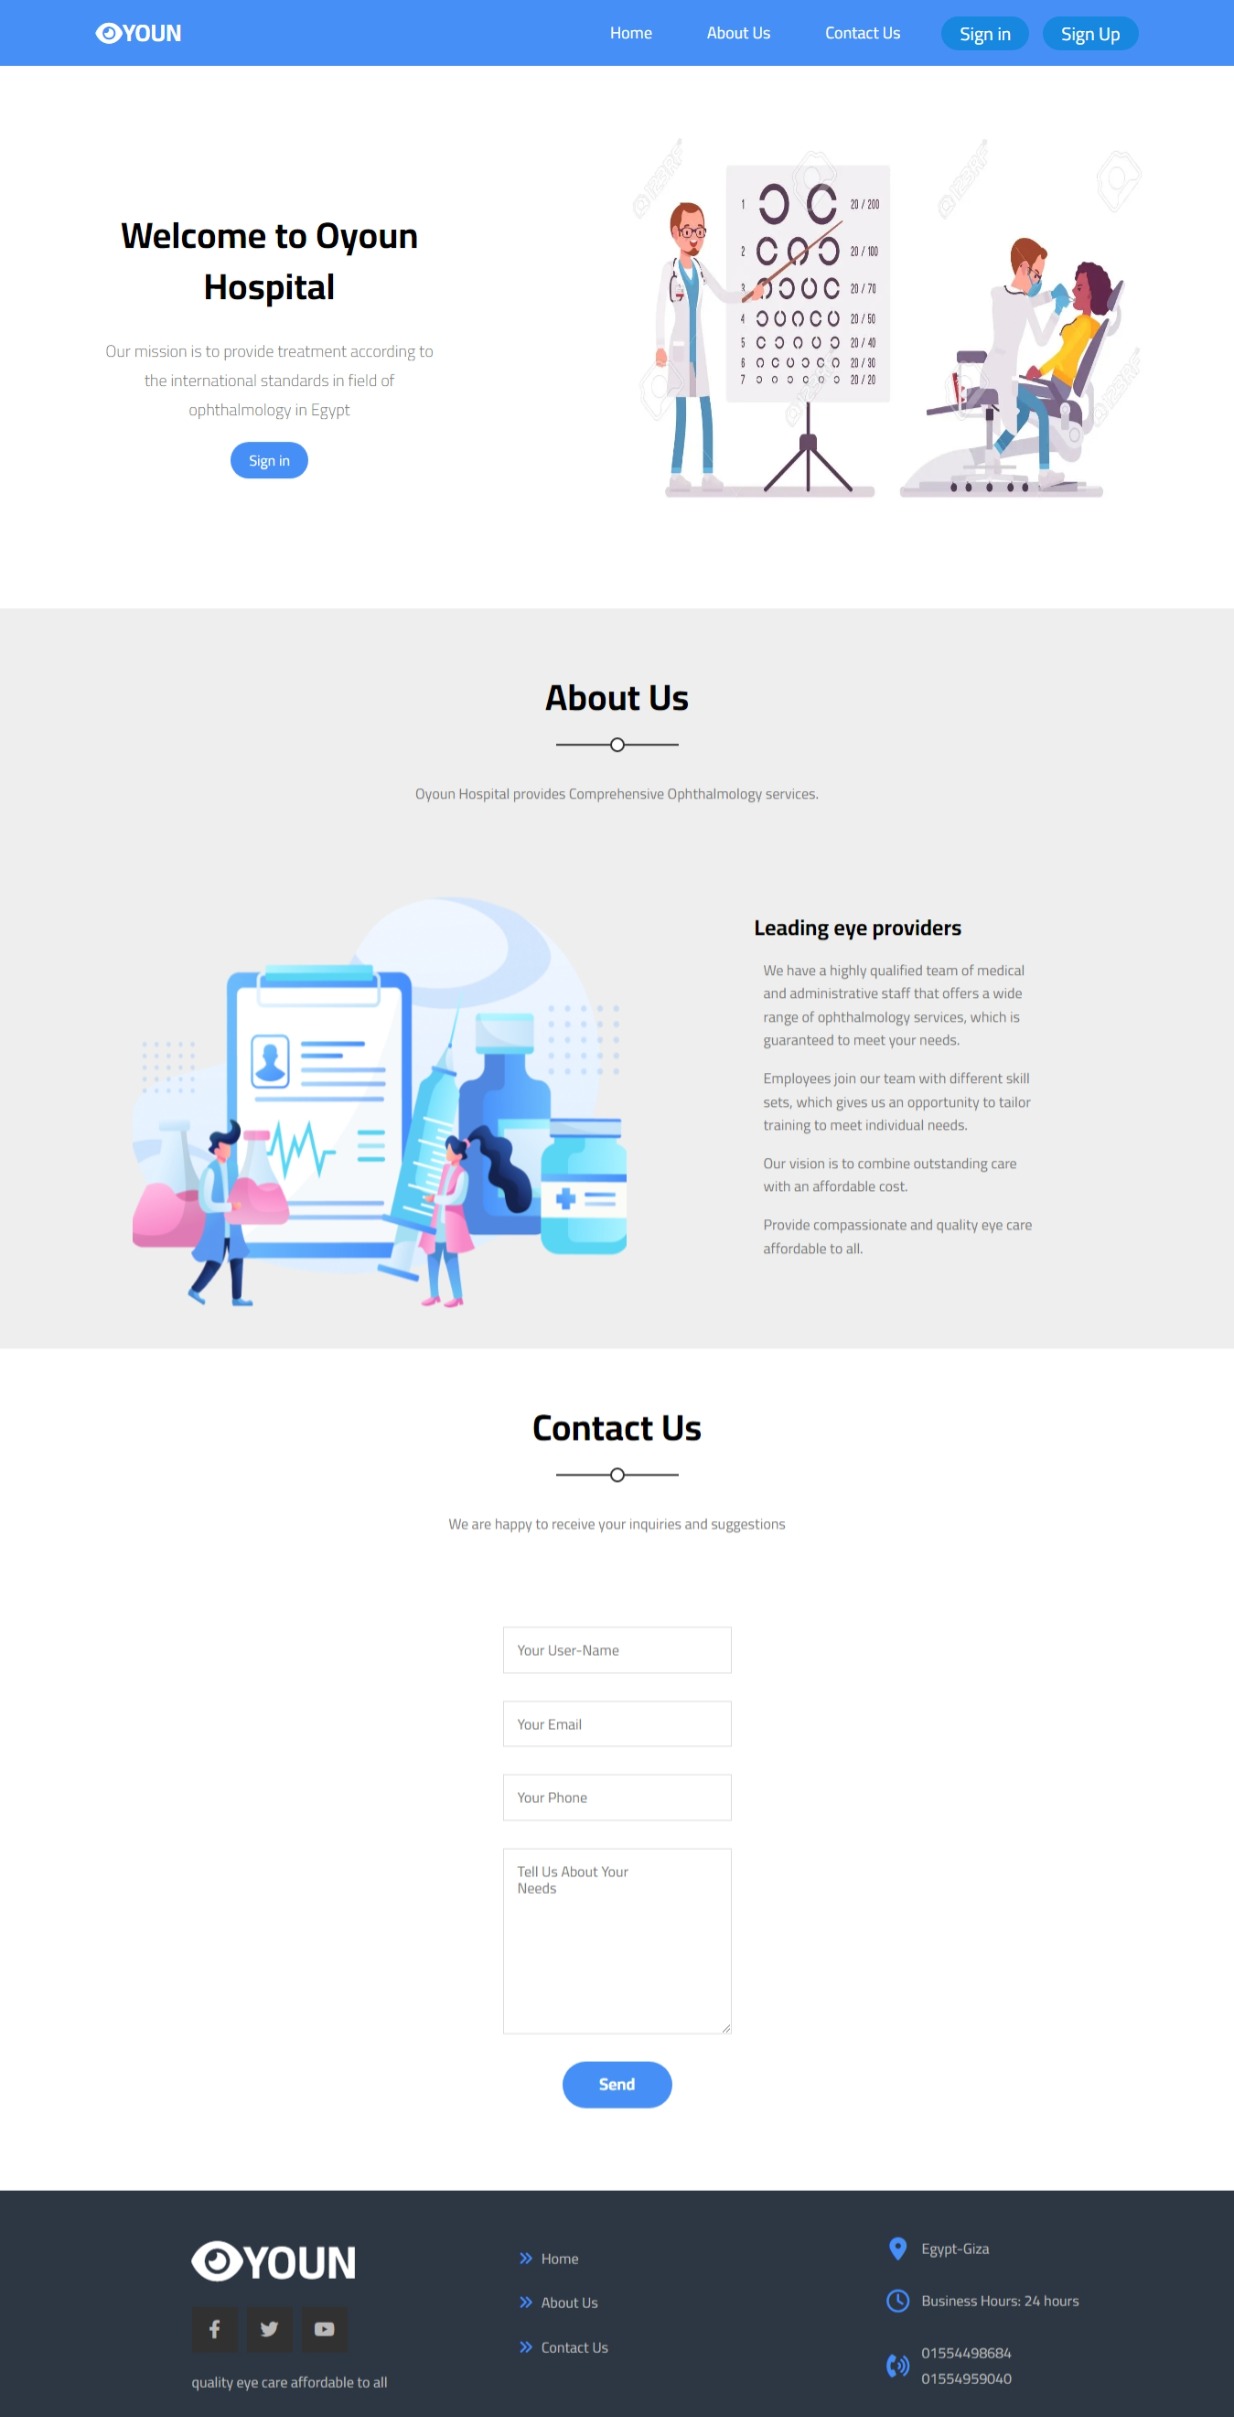 OYOUN
Home
About Us
Contact Us
Sign in
Sign Up
Welcome to Oyoun
Hospital
Our mission is to provide treatment according to
the international standards in field of
ophthalmology in Egypt
Sign in
123RF
123RF
123RF
1 20 / 200
2 20 / 100
3 20 / 70
4 20 / 50
5 20 / 40
6 20 / 30
7 20 / 20
About Us
Oyoun Hospital provides Comprehensive Ophthalmology services.
Leading eye providers
We have a highly qualified team of medical
and administrative staff that offers a wide
range of ophthalmology services, which is
guaranteed to meet your needs.
Employees join our team with different skill
sets, which gives us an opportunity to tailor
training to meet individual needs.
Our vision is to combine outstanding care
with an affordable cost.
Provide compassionate and quality eye care
affordable to all.
Contact Us
We are happy to receive your inquiries and suggestions
Your User-Name
Your Email
Your Phone
Tell Us About Your
Needs
Send
OYOUN
quality eye care affordable to all
Home
About Us
Contact Us
Egypt-Giza
Business Hours: 24 hours
01554498684
01554959040